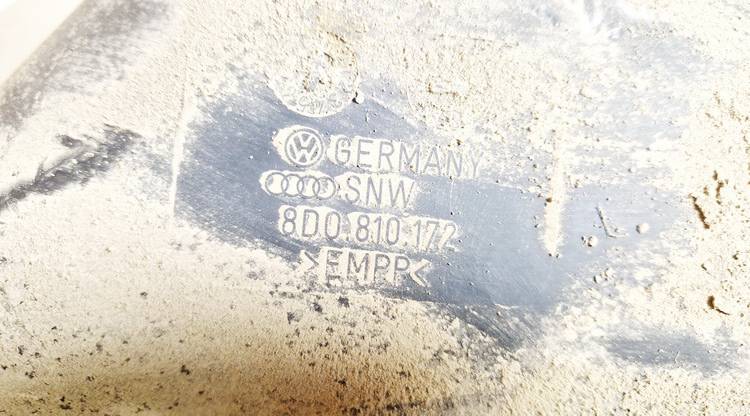 GERMANY
SNW
8D0.810.172
>EMPP<
L